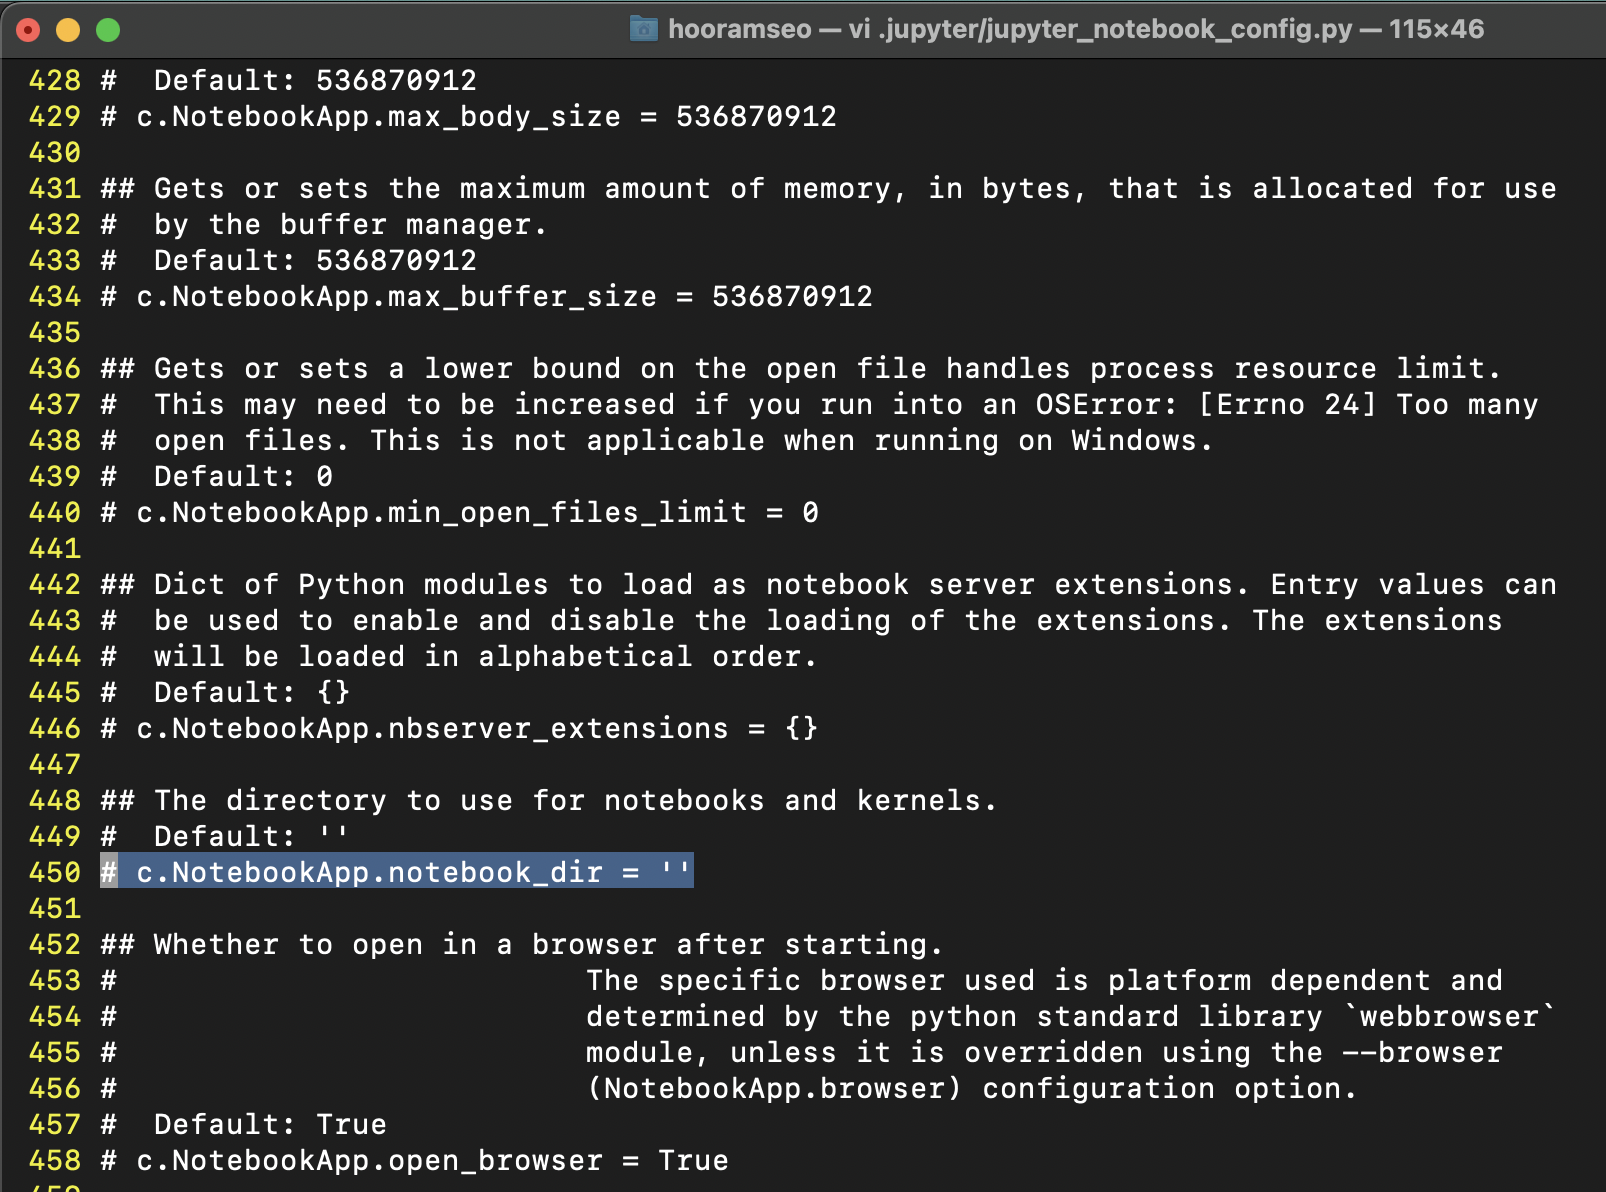 hooramseo — vi .jupyter/jupyter_notebook_config.py — 115×46
428 #  Default: 536870912
429 # c.NotebookApp.max_body_size = 536870912
430
431 ## Gets or sets the maximum amount of memory, in bytes, that is allocated for use
432 #  by the buffer manager.
433 #  Default: 536870912
434 # c.NotebookApp.max_buffer_size = 536870912
435
436 ## Gets or sets a lower bound on the open file handles process resource limit.
437 #  This may need to be increased if you run into an OSError: [Errno 24] Too many
438 #  open files. This is not applicable when running on Windows.
439 #  Default: 0
440 # c.NotebookApp.min_open_files_limit = 0
441
442 ## Dict of Python modules to load as notebook server extensions. Entry values can
443 #  be used to enable and disable the loading of the extensions. The extensions
444 #  will be loaded in alphabetical order.
445 #  Default: {}
446 # c.NotebookApp.nbserver_extensions = {}
447
448 ## The directory to use for notebooks and kernels.
449 #  Default: ''
450 # c.NotebookApp.notebook_dir = ''
451
452 ## Whether to open in a browser after starting.
453 #                          The specific browser used is platform dependent and
454 #                          determined by the python standard library `webbrowser`
455 #                          module, unless it is overridden using the --browser
456 #                          (NotebookApp.browser) configuration option.
457 #  Default: True
458 # c.NotebookApp.open_browser = True